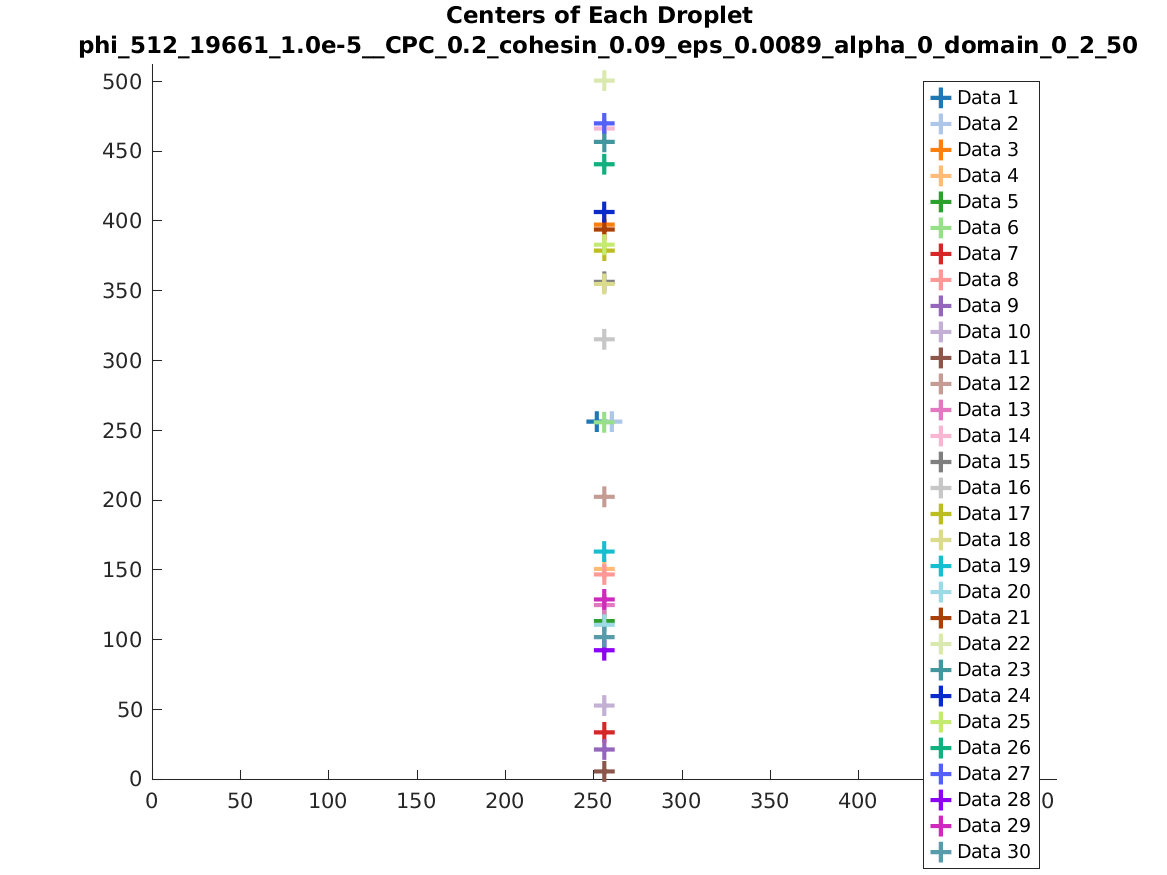 Centers of Each Droplet
phi_512_19661_1.0e-5__CPC_0.2_cohesin_0.09_eps_0.0089_alpha_0_domain_0_2_50
500
450
400
350
300
250
200
150
100
50
0
0 50 100 150 200 250 300 350 400 0
Data 1
Data 2
Data 3
Data 4
Data 5
Data 6
Data 7
Data 8
Data 9
Data 10
Data 11
Data 12
Data 13
Data 14
Data 15
Data 16
Data 17
Data 18
Data 19
Data 20
Data 21
Data 22
Data 23
Data 24
Data 25
Data 26
Data 27
Data 28
Data 29
Data 30